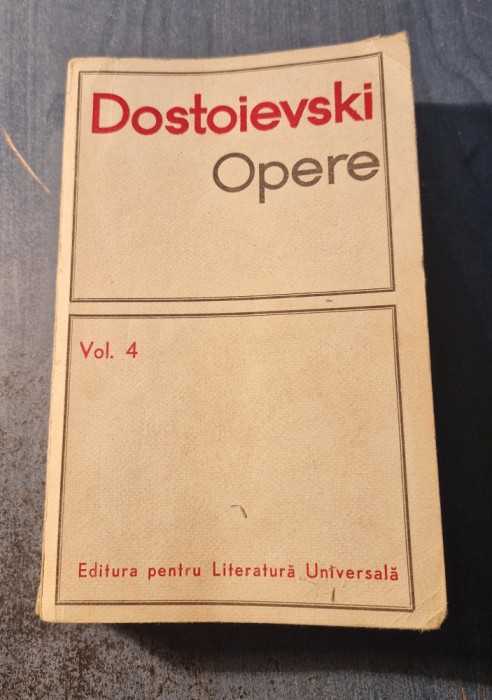 Dostoievski
Opere
Vol. 4
Editura pentru Literatură Universală